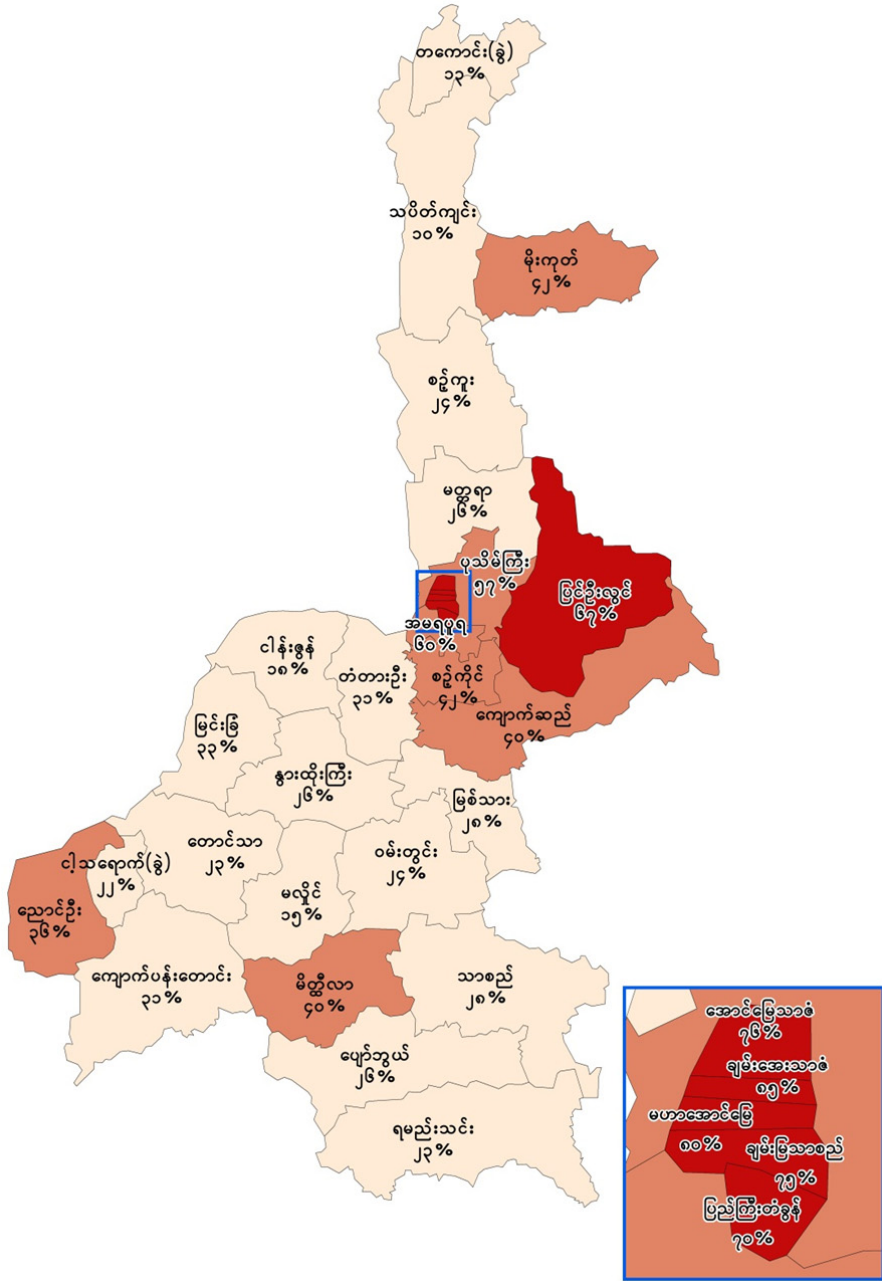 တကောင်း(ခွဲ)
၁၃%
သပိတ်ကျင်း
၁၀%
မိုးကုတ်
၄၂%
စဉ့်ကူး
၂၄%
မတ္တရာ
၂၆%
ပုသိမ်ကြီး
၅၇%
ပြင်ဦးလွင်
၆၇%
အမရပူရ
၆၀%
ငါန်းဇွန်
၁၈%
တံတားဦး
၃၁%
စဉ့်ကိုင်
၄၂%
ကျောက်ဆည်
၄၀%
မြင်းခြံ
၃၃%
နွားထိုးကြီး
၂၆%
မြစ်သား
၂၈%
တောင်သာ
၂၃%
ဝမ်းတွင်း
၂၄%
ငါ့သရောက်(ခွဲ)
၂၂%
မလှိုင်
၁၅%
ညောင်ဦး
၃၆%
ကျောက်ပန်းတောင်း
၃၁%
မိတ္ထီလာ
၄၀%
သာစည်
၂၈%
ပျော်ဘွယ်
၂၆%
ရမည်းသင်း
၂၃%
အောင်မြေသာဇံ
၇၆%
ချမ်းအေးသာဇံ
၈၅%
မဟာအောင်မြေ
၈၀%
ချမ်းမြသာစည်
၇၅%
ပြည်ကြီးတံခွန်
၇၀%